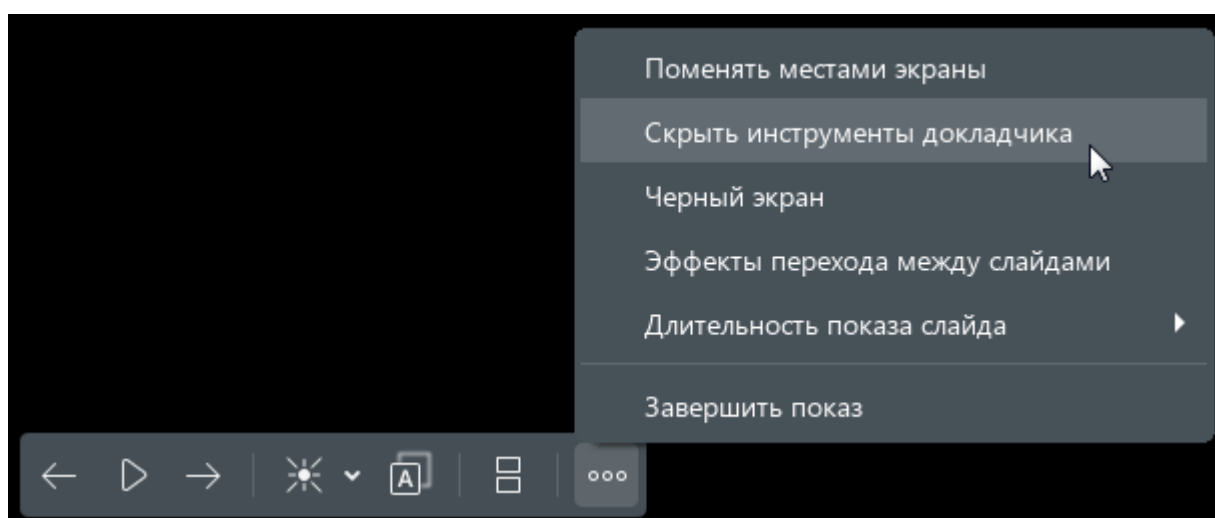 Поменять местами экраны
Скрыть инструменты докладчика
Черный экран
Эффекты перехода между слайдами
Длительность показа слайда
Завершить показ
A